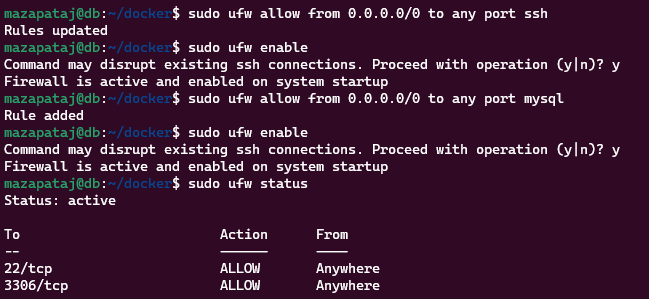 mazapataj@db:~/docker$ sudo ufw allow from 0.0.0.0/0 to any port ssh
Rules updated
mazapataj@db:~/docker$ sudo ufw enable
Command may disrupt existing ssh connections. Proceed with operation (y|n)? y
Firewall is active and enabled on system startup
mazapataj@db:~/docker$ sudo ufw allow from 0.0.0.0/0 to any port mysql
Rule added
mazapataj@db:~/docker$ sudo ufw enable
Command may disrupt existing ssh connections. Proceed with operation (y|n)? y
Firewall is active and enabled on system startup
mazapataj@db:~/docker$ sudo ufw status
Status: active

To                         Action      From
--                         ------      ----
22/tcp                     ALLOW       Anywhere
3306/tcp                   ALLOW       Anywhere